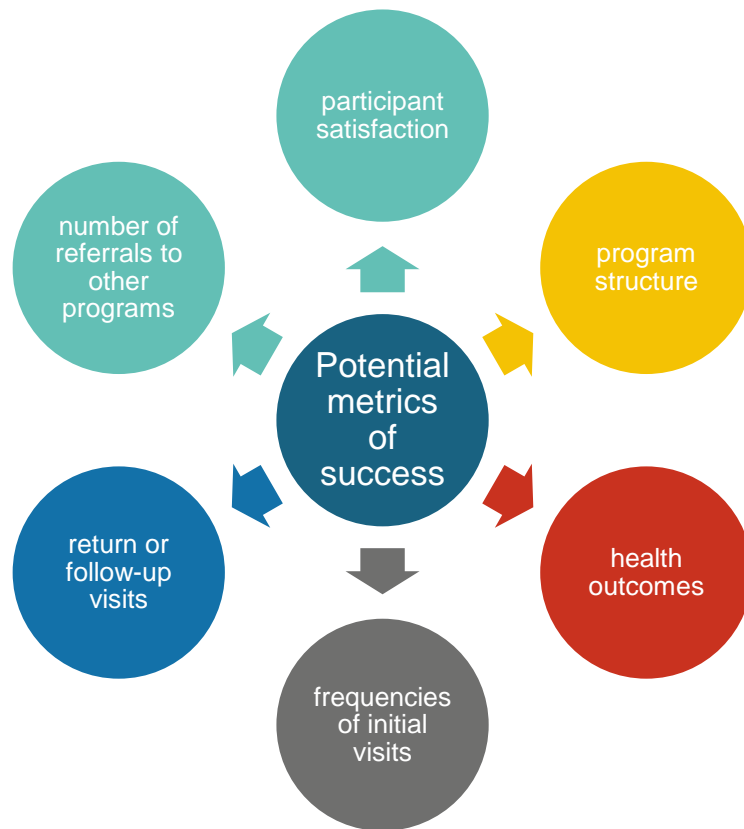 participant
satisfaction
number of
referrals to
other
programs
program
structure
Potential
metrics
of
success
return or
follow-up
visits
health
outcomes
frequencies
of initial
visits